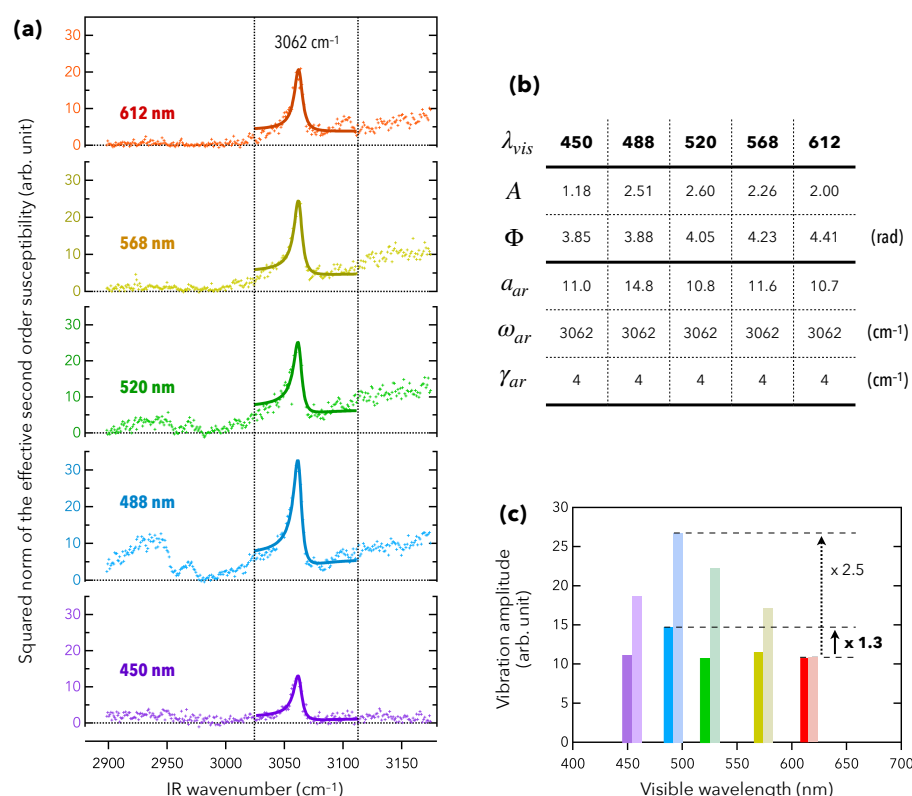 (a)
3062 cm⁻¹
Squared norm of the effective second order susceptibility (arb. unit)
30
20
10
0
612 nm
30
20
10
0
568 nm
30
20
10
0
520 nm
30
20
10
0
488 nm
30
20
10
0
450 nm
2900 2950 3000 3050 3100 3150
IR wavenumber (cm⁻¹)
(b)
λvis 450 488 520 568 612
A 1.18 2.51 2.60 2.26 2.00
Φ 3.85 3.88 4.05 4.23 4.41 (rad)
aar 11.0 14.8 10.8 11.6 10.7
ωar 3062 3062 3062 3062 3062 (cm⁻¹)
γar 4 4 4 4 4 (cm⁻¹)
(c)
Vibration amplitude
(arb. unit)
30
25
20
15
10
5
0
x 2.5
x 1.3
400 450 500 550 600 650 700
Visible wavelength (nm)